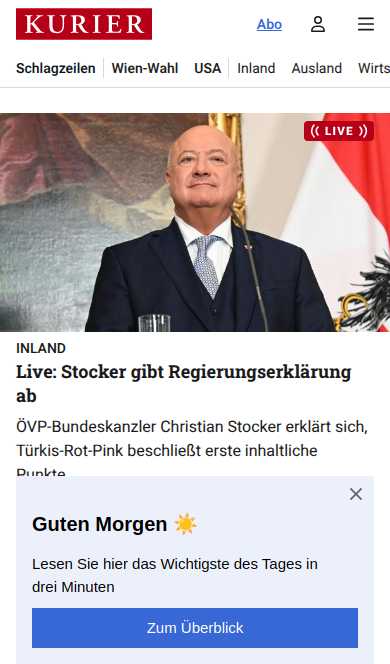 KURIER
Abo
Schlagzeilen Wien-Wahl USA Inland Ausland Wirts
LIVE
INLAND
Live: Stocker gibt Regierungserklärung
ab
ÖVP-Bundeskanzler Christian Stocker erklärt sich,
Türkis-Rot-Pink beschließt erste inhaltliche
Punkte
Guten Morgen ☀️
Lesen Sie hier das Wichtigste des Tages in
drei Minuten
Zum Überblick